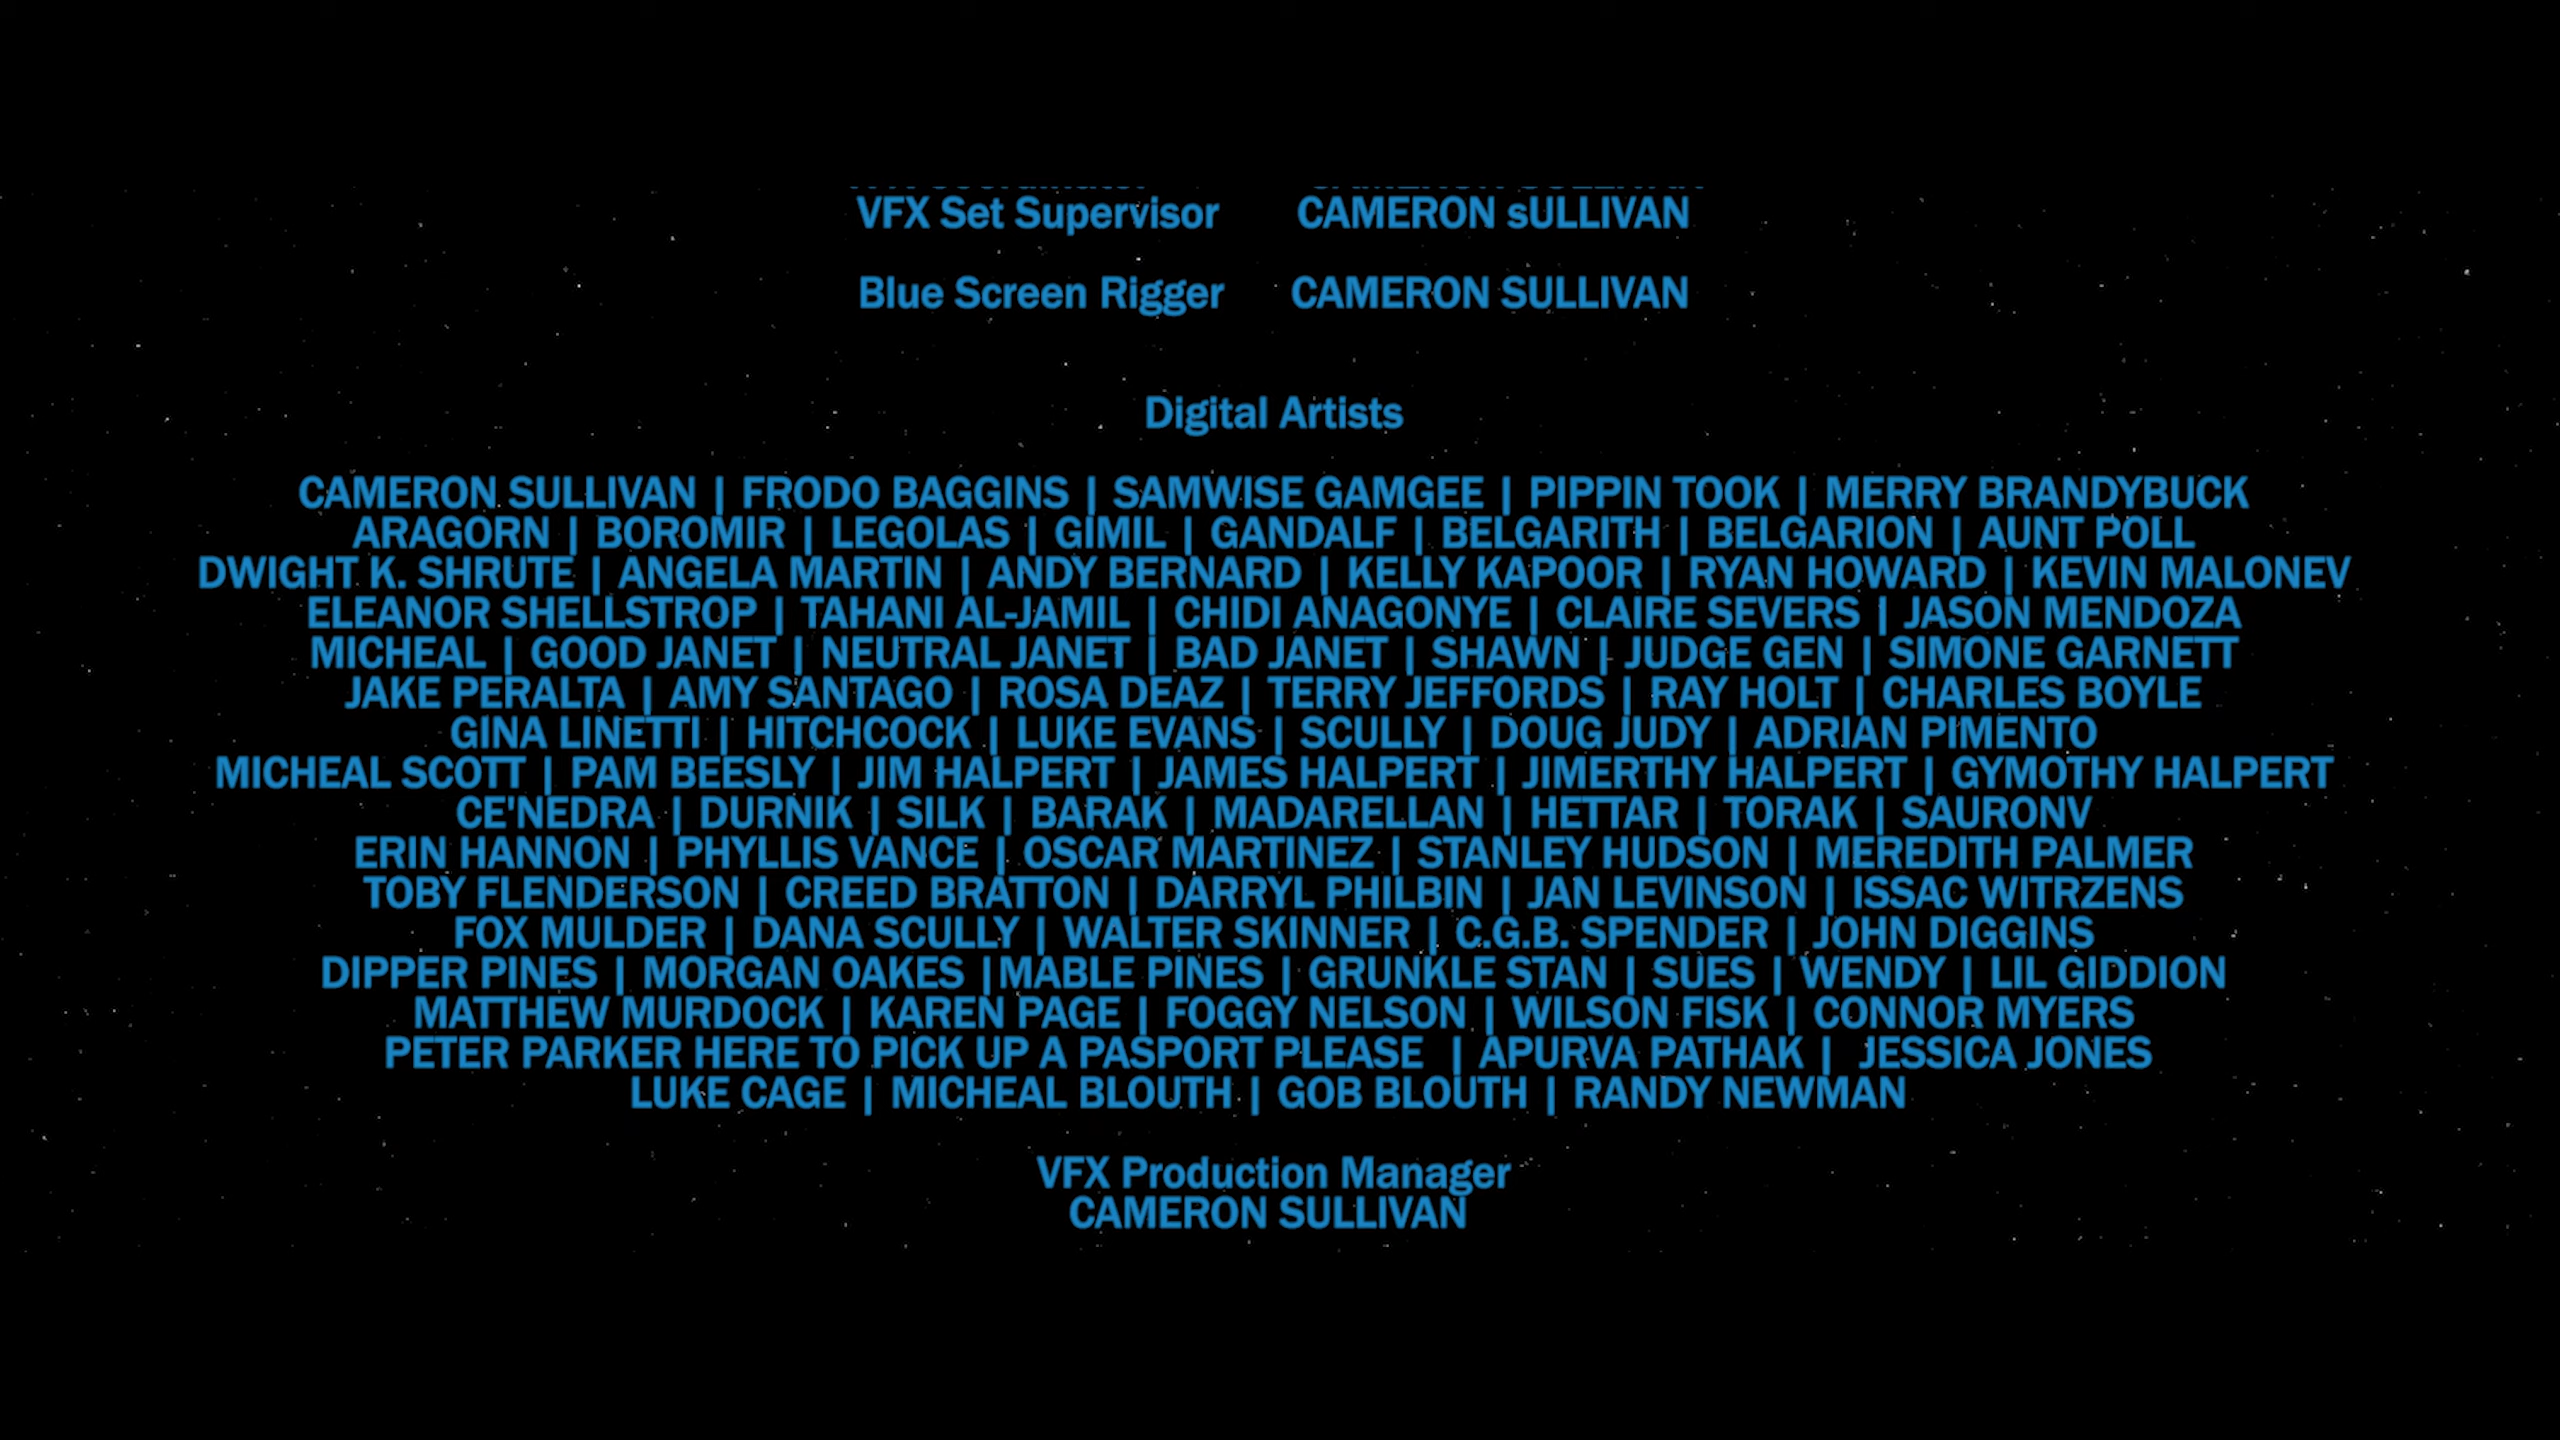 VFX Set Supervisor CAMERON sULLIVAN
Blue Screen Rigger CAMERON SULLIVAN
Digital Artists
CAMERON SULLIVAN | FRODO BAGGINS | SAMWISE GAMGEE | PIPPIN TOOK | MERRY BRANDYBUCK
ARAGORN | BOROMIR | LEGOLAS | GIMIL | GANDALF | BELGARITH | BELGARION | AUNT POLL
DWIGHT K. SHRUTE | ANGELA MARTIN | ANDY BERNARD | KELLY KAPOOR | RYAN HOWARD | KEVIN MALONEV
ELEANOR SHELLSTROP | TAHANI AL-JAMIL | CHIDI ANAGONYE | CLAIRE SEVERS | JASON MENDOZA
MICHEAL | GOOD JANET | NEUTRAL JANET | BAD JANET | SHAWN | JUDGE GEN | SIMONE GARNETT
JAKE PERALTA | AMY SANTAGO | ROSA DEAZ | TERRY JEFFORDS | RAY HOLT | CHARLES BOYLE
GINA LINETTI | HITCHCOCK | LUKE EVANS | SCULLY | DOUG JUDY | ADRIAN PIMENTO
MICHEAL SCOTT | PAM BEESLY | JIM HALPERT | JAMES HALPERT | JIMERTHY HALPERT | GYMOTHY HALPERT
CE'NEDRA | DURNIK | SILK | BARAK | MADARELLAN | HETTAR | TORAK | SAURONV
ERIN HANNON | PHYLLIS VANCE | OSCAR MARTINEZ | STANLEY HUDSON | MEREDITH PALMER
TOBY FLENDERSON | CREED BRATTON | DARRYL PHILBIN | JAN LEVINSON | ISSAC WITRZENS
FOX MULDER | DANA SCULLY | WALTER SKINNER | C.G.B. SPENDER | JOHN DIGGINS
DIPPER PINES | MORGAN OAKES |MABLE PINES | GRUNKLE STAN | SUES | WENDY | LIL GIDDION
MATTHEW MURDOCK | KAREN PAGE | FOGGY NELSON | WILSON FISK | CONNOR MYERS
PETER PARKER HERE TO PICK UP A PASPORT PLEASE | APURVA PATHAK | JESSICA JONES
LUKE CAGE | MICHEAL BLOUTH | GOB BLOUTH | RANDY NEWMAN
VFX Production Manager
CAMERON SULLIVAN